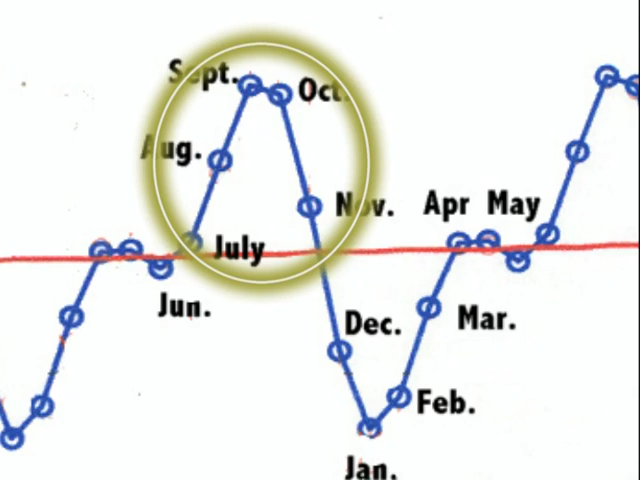 Sept.
Oct.
Aug.
Nov.
Apr May
July
Jun.
Dec.
Mar.
Feb.
Jan.